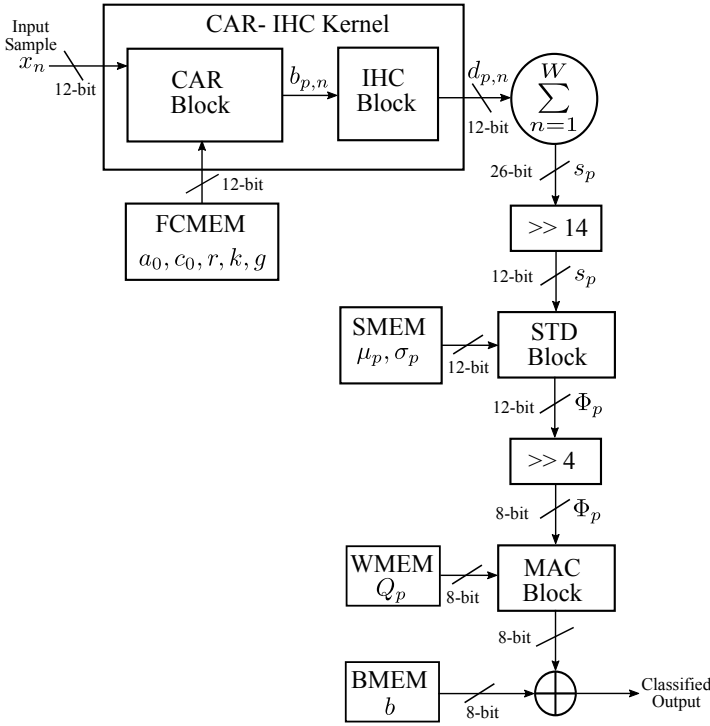 CAR- IHC Kernel
Input
Sample
x_n
12-bit
CAR
Block
b_{p,n}
IHC
Block
d_{p,n}
12-bit
W
∑
n=1
12-bit
FCMEM
a_0, c_0, r, k, g
26-bit
s_p
>> 14
12-bit
s_p
SMEM
μ_p, σ_p
12-bit
STD
Block
12-bit
Φ_p
>> 4
8-bit
Φ_p
WMEM
Q_p
8-bit
MAC
Block
8-bit
BMEM
b
8-bit
Classified
Output